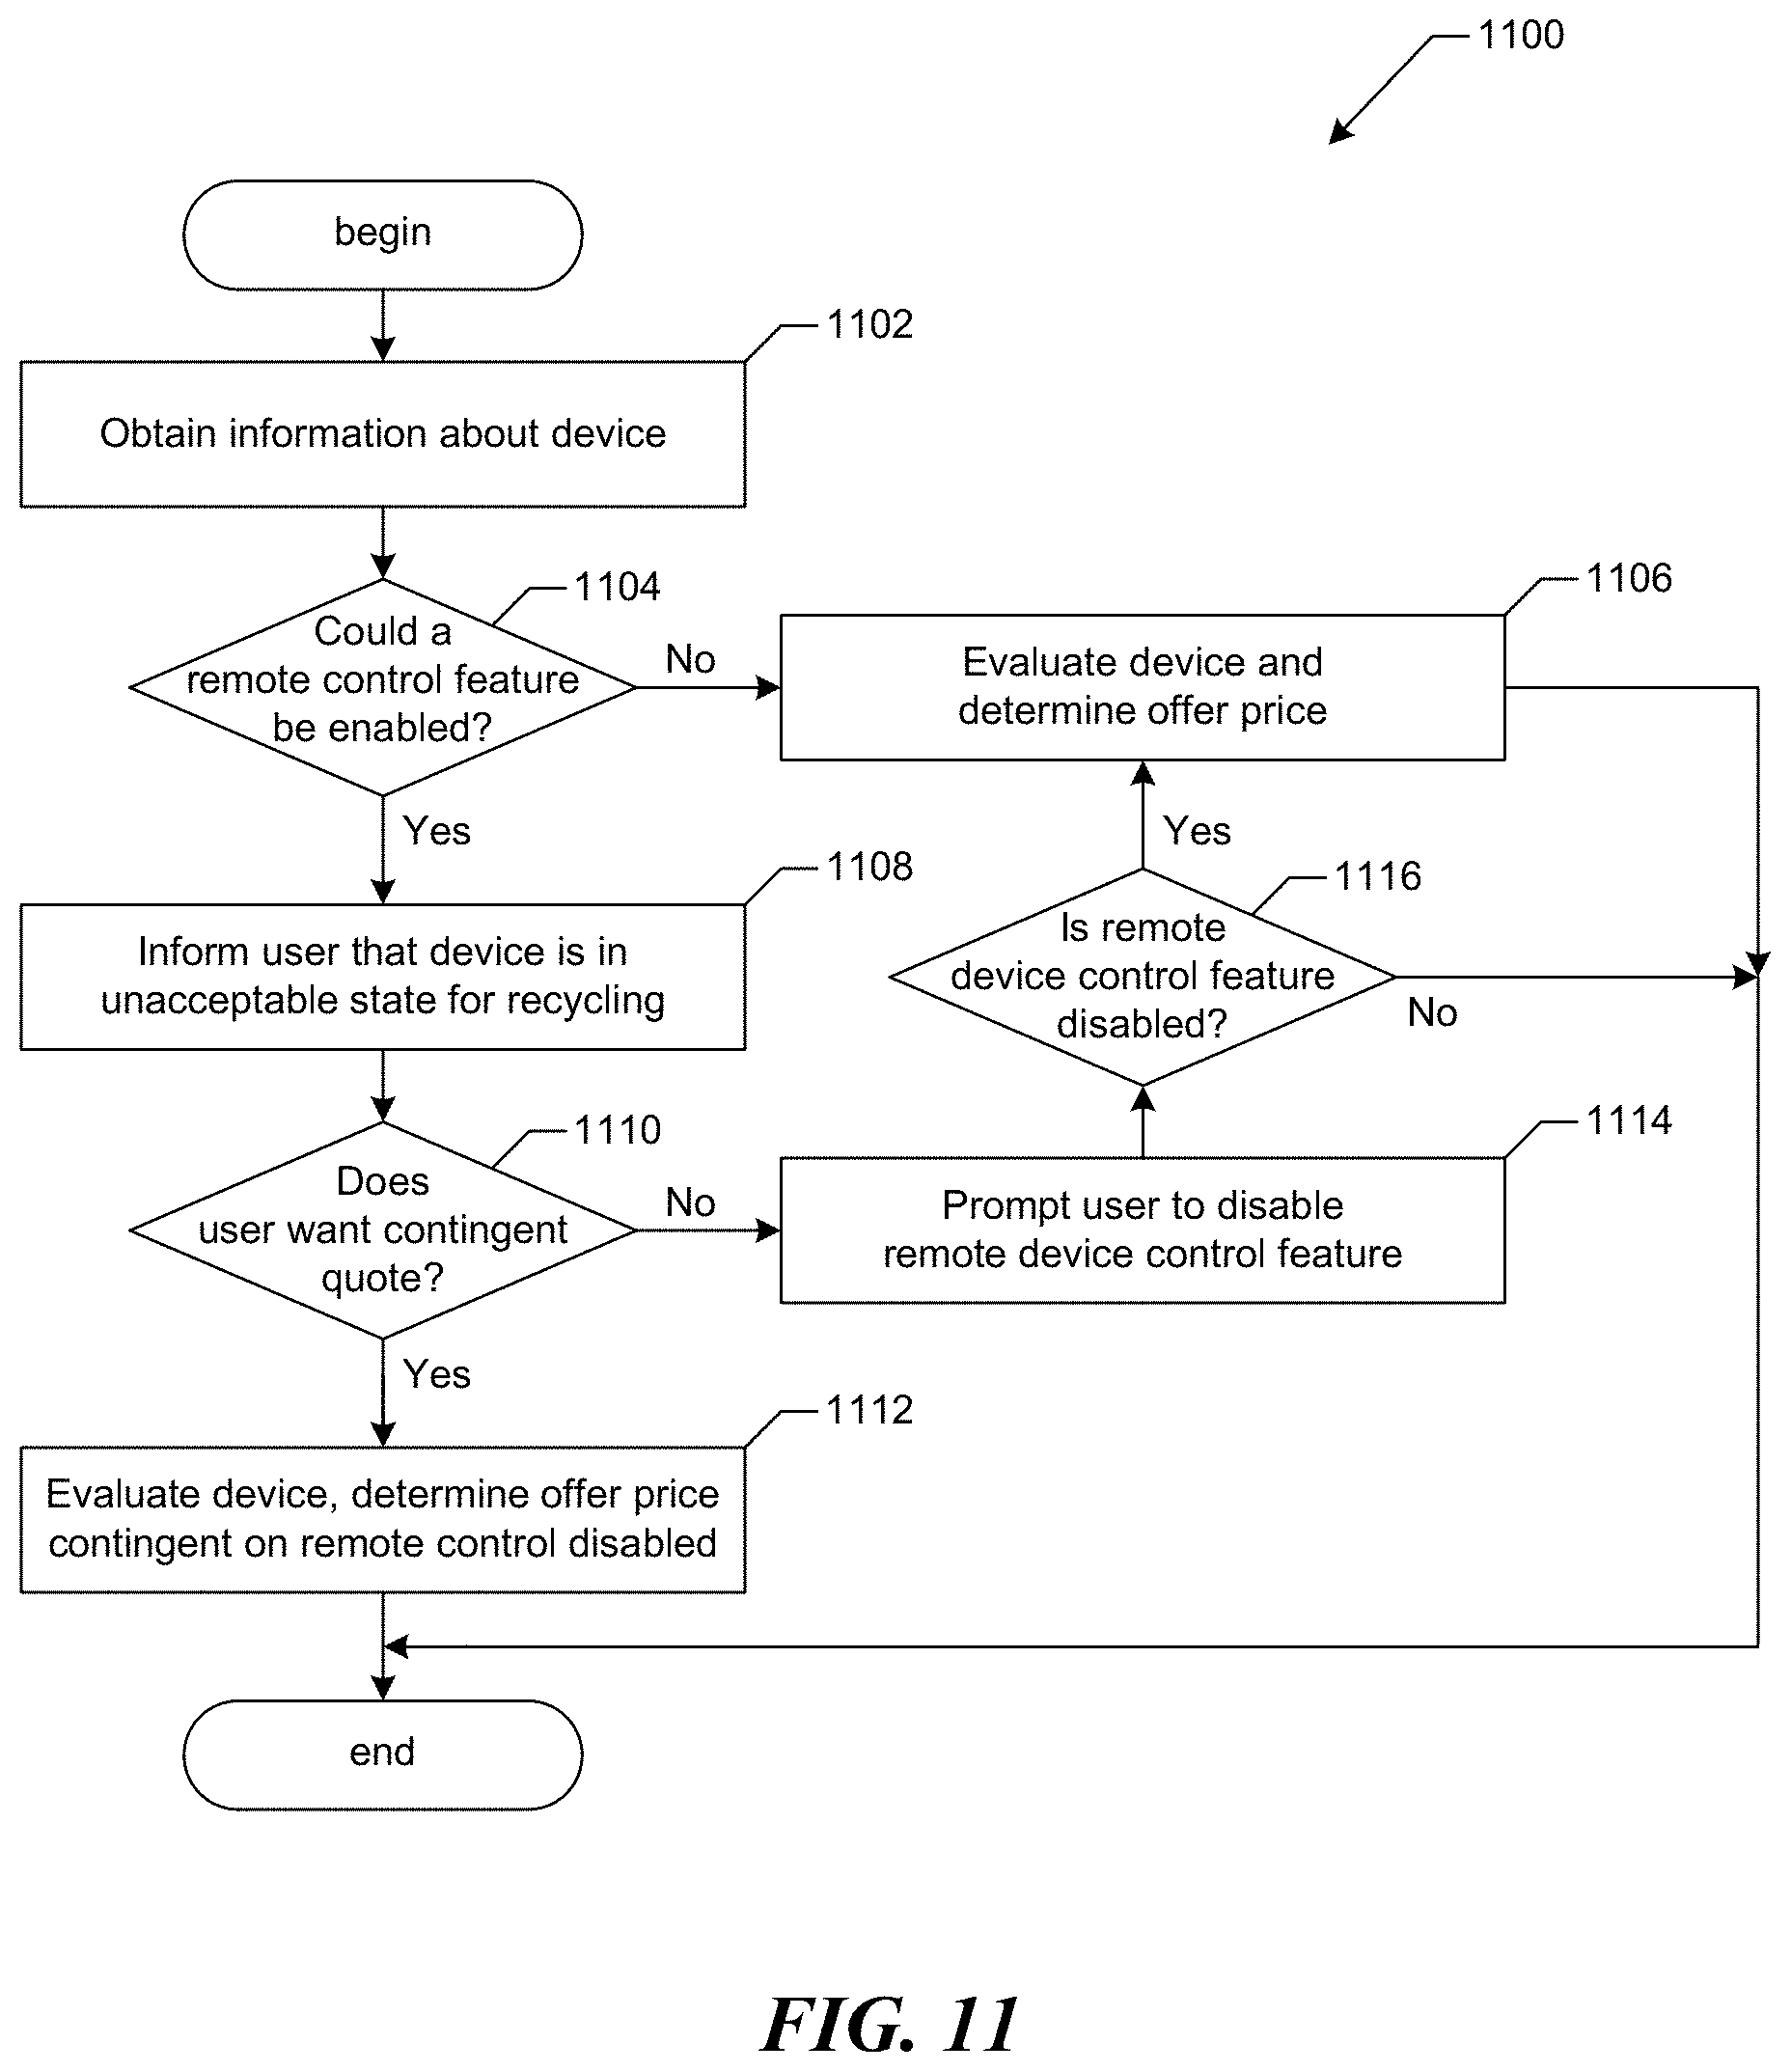 1100
begin
1102
Obtain information about device
1104
Could a
remote control feature
be enabled?
No
Yes
1106
Evaluate device and
determine offer price
1108
Inform user that device is in
unacceptable state for recycling
Yes
1116
Is remote
device control feature
disabled?
No
1110
Does
user want contingent
quote?
No
Yes
1114
Prompt user to disable
remote device control feature
1112
Evaluate device, determine offer price
contingent on remote control disabled
end
FIG. 11